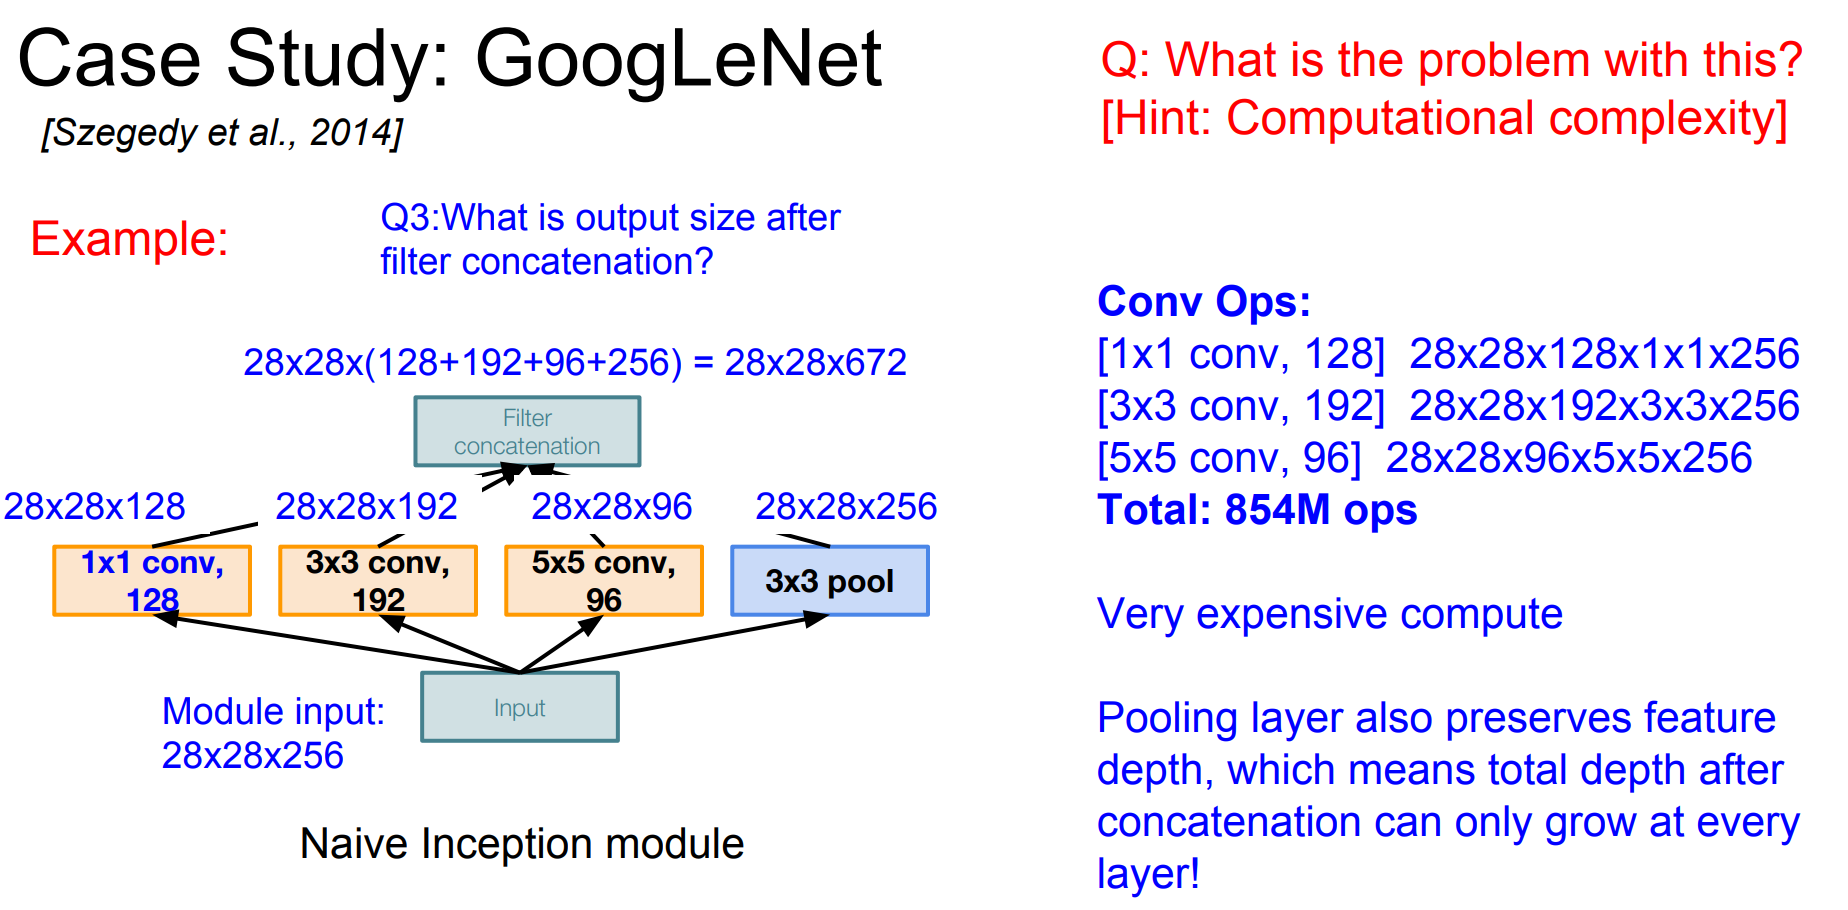 Case Study: GoogLeNet
[Szegedy et al., 2014]
Q: What is the problem with this?
[Hint: Computational complexity]
Example:
Q3:What is output size after
filter concatenation?
28x28x(128+192+96+256) = 28x28x672
Filter
concatenation
28x28x128
28x28x192
28x28x96
28x28x256
1x1 conv,
128
3x3 conv,
192
5x5 conv,
96
3x3 pool
Input
Module input:
28x28x256
Naive Inception module
Conv Ops:
[1x1 conv, 128] 28x28x128x1x1x256
[3x3 conv, 192] 28x28x192x3x3x256
[5x5 conv, 96] 28x28x96x5x5x256
Total: 854M ops
Very expensive compute
Pooling layer also preserves feature
depth, which means total depth after
concatenation can only grow at every
layer!